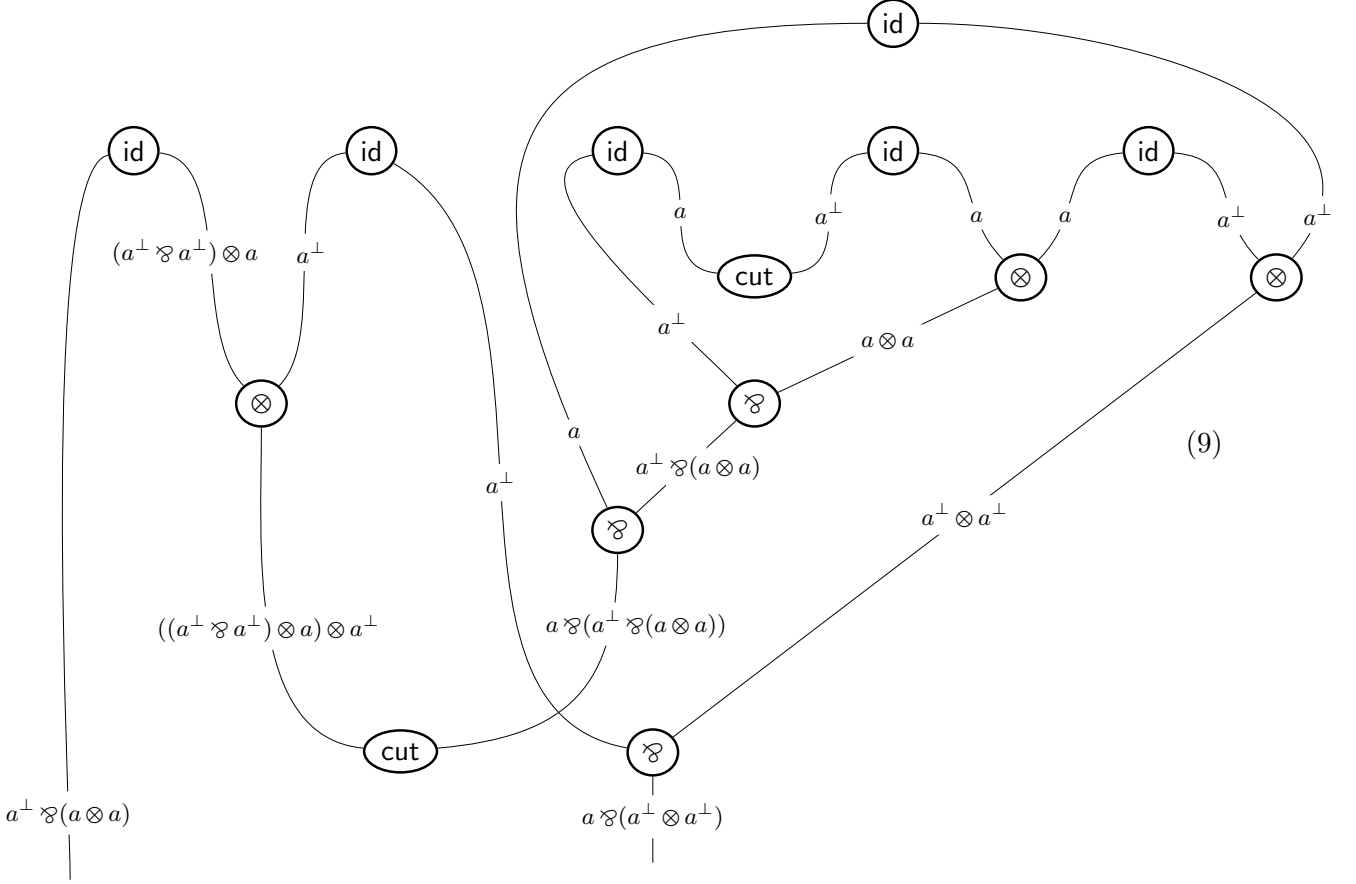 id
id id id id id
a a⊥ a a a⊥ a⊥
(a⊥ ⅋ a⊥) ⊗ a a⊥
cut ⊗ ⊗
a⊥ a ⊗ a
⊗ ⅋
a
(9)
a⊥ ⅋(a ⊗ a)
a⊥
a⊥ ⊗ a⊥
⅋
((a⊥ ⅋ a⊥) ⊗ a) ⊗ a⊥ a ⅋(a⊥ ⅋(a ⊗ a))
cut ⅋
a⊥ ⅋(a ⊗ a) a ⅋(a⊥ ⊗ a⊥)